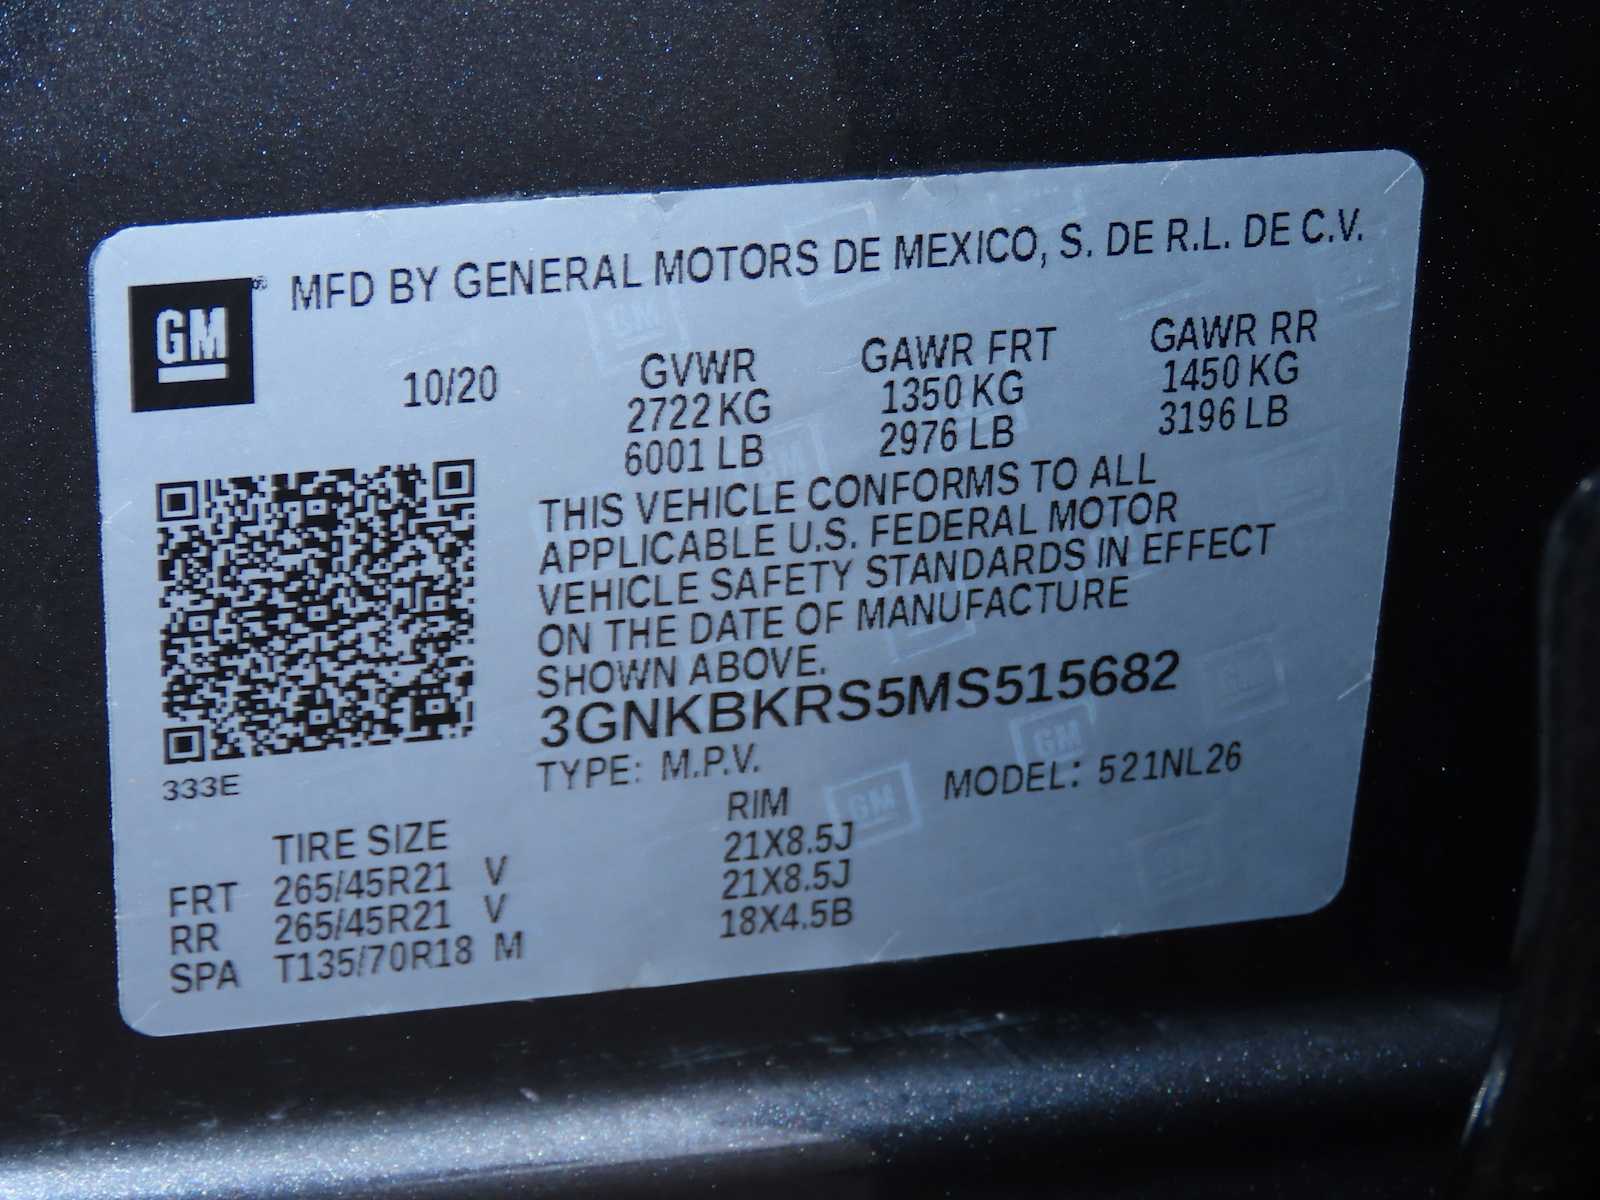 GM
MFD BY GENERAL MOTORS DE MEXICO, S. DE R.L. DE C.V.
10/20
GVWR GAWR FRT GAWR RR
2722 KG 1350 KG 1450 KG
6001 LB 2976 LB 3196 LB
THIS VEHICLE CONFORMS TO ALL
APPLICABLE U.S. FEDERAL MOTOR
VEHICLE SAFETY STANDARDS IN EFFECT
ON THE DATE OF MANUFACTURE
SHOWN ABOVE.
3GNKBKRS5MS515682
333E
TYPE: M.P.V. MODEL: 521NL26
TIRE SIZE RIM
FRT 265/45R21 V 21X8.5J
RR 265/45R21 V 21X8.5J
SPA T135/70R18 M 18X4.5B